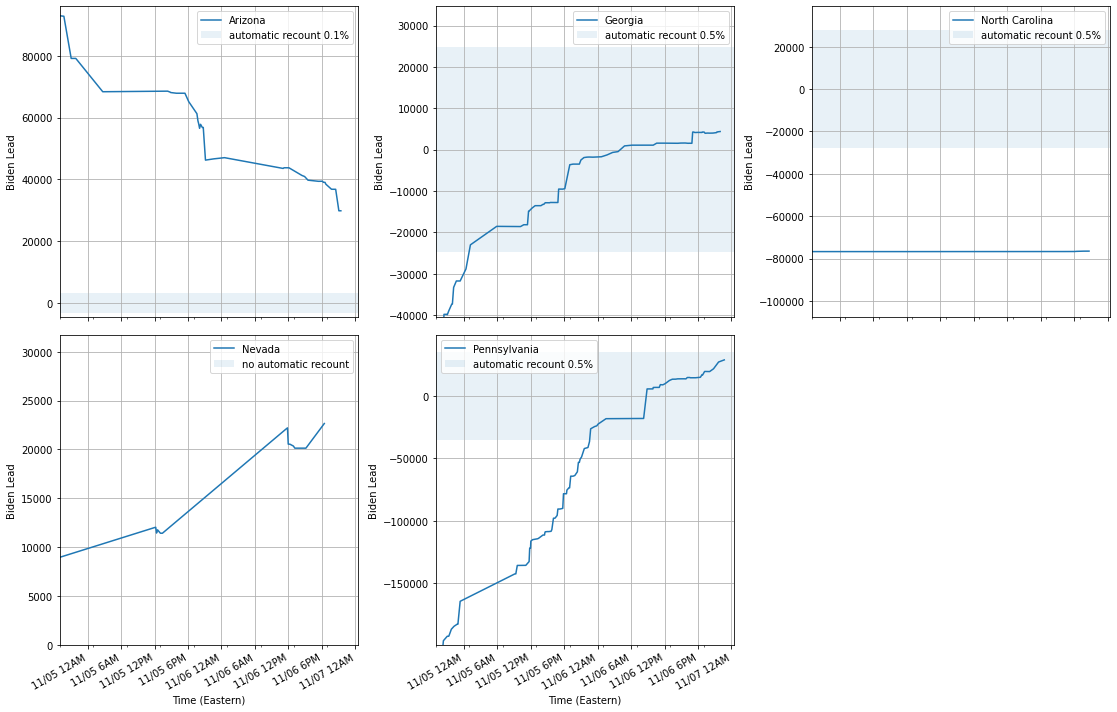 Arizona
automatic recount 0.1%
80000
60000
40000
20000
0
Biden Lead
Georgia
automatic recount 0.5%
30000
20000
10000
0
−10000
−20000
−30000
−40000
Biden Lead
North Carolina
automatic recount 0.5%
20000
0
−20000
−40000
−60000
−80000
−100000
Biden Lead
Nevada
no automatic recount
30000
25000
20000
15000
10000
5000
0
Biden Lead
11/05 12AM
11/05 6AM
11/05 12PM
11/05 6PM
11/06 12AM
11/06 6AM
11/06 12PM
11/06 6PM
11/07 12AM
Time (Eastern)
Pennsylvania
automatic recount 0.5%
0
−50000
−100000
−150000
Biden Lead
11/05 12AM
11/05 6AM
11/05 12PM
11/05 6PM
11/06 12AM
11/06 6AM
11/06 12PM
11/06 6PM
11/07 12AM
Time (Eastern)